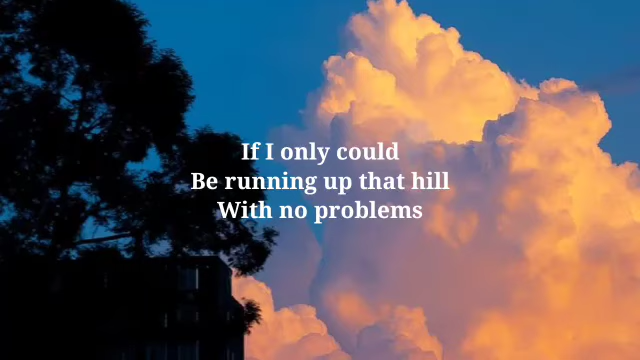 If I only could
Be running up that hill
With no problems